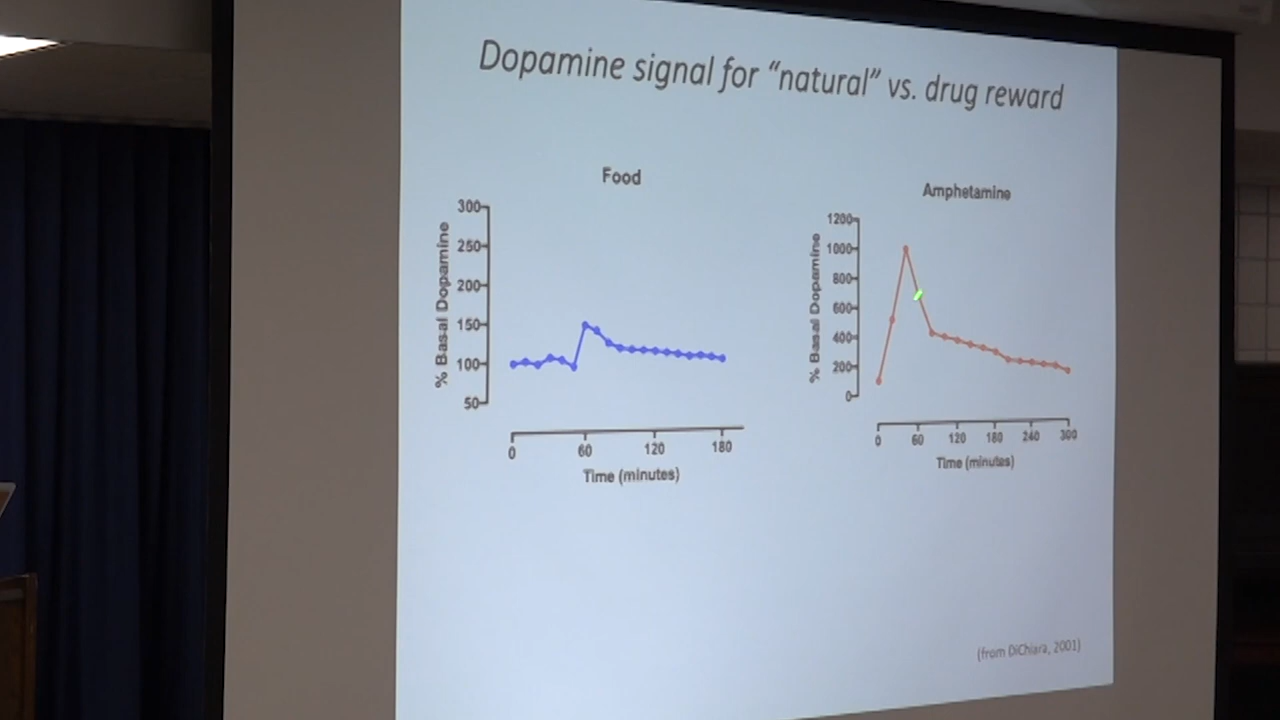 Dopamine signal for “natural” vs. drug reward
Food
300
250
200
150
100
50
% Basal Dopamine
0
60
120
180
Time (minutes)
Amphetamine
1200
1000
800
600
400
200
0
% Basal Dopamine
0
60
120
180
240
300
Time (minutes)
(from DiChiara, 2001)